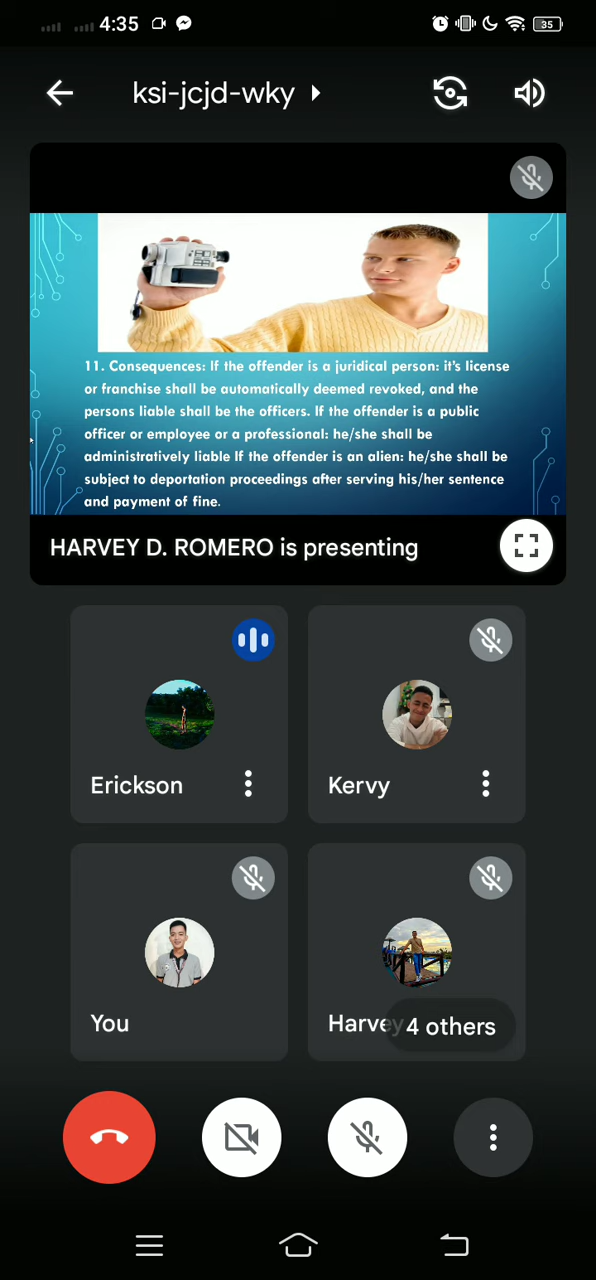 4:35
35
ksi-jcjd-wky
11. Consequences: If the offender is a juridical person: it's license
or franchise shall be automatically deemed revoked, and the
persons liable shall be the officers. If the offender is a public
officer or employee or a professional: he/she shall be
administratively liable If the offender is an alien: he/she shall be
subject to deportation proceedings after serving his/her sentence
and payment of fine.
HARVEY D. ROMERO is presenting
Erickson
Kervy
You
Harvey
4 others